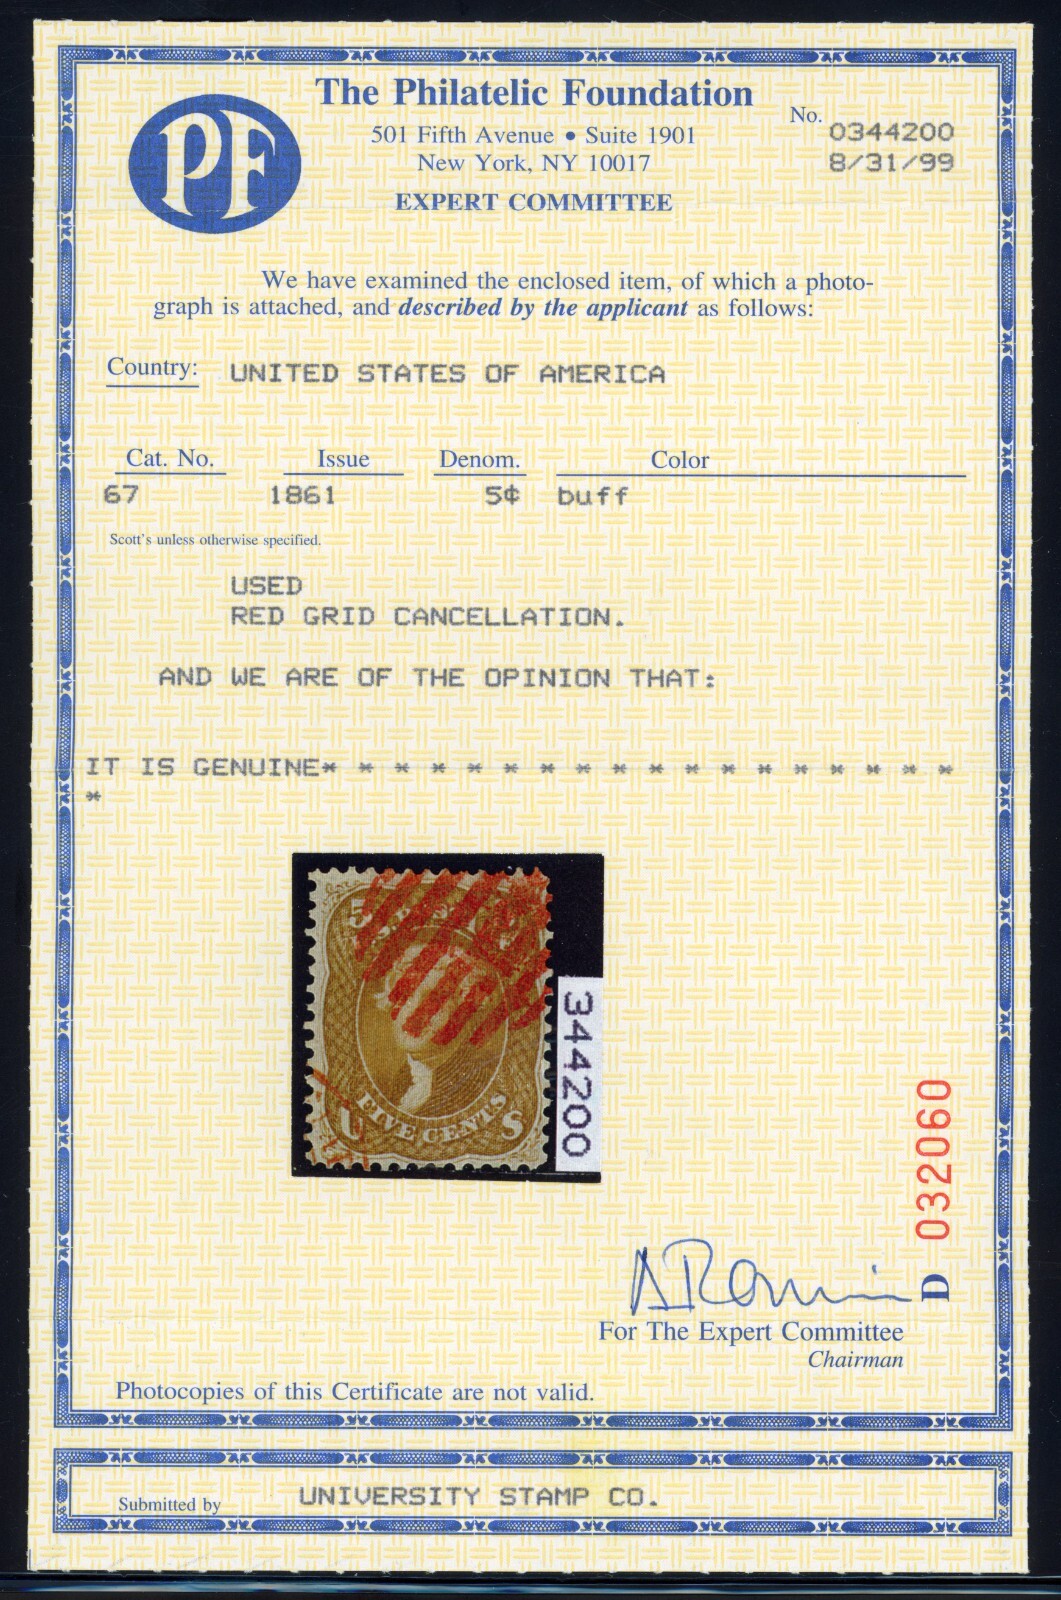 PF
The Philatelic Foundation
501 Fifth Avenue • Suite 1901
New York, NY 10017
EXPERT COMMITTEE
No. 0344200
8/31/99
We have examined the enclosed item, of which a photo-
graph is attached, and described by the applicant as follows:
Country: UNITED STATES OF AMERICA
Cat. No. Issue Denom. Color
67 1861 5¢ buff
Scott's unless otherwise specified.
USED
RED GRID CANCELLATION.
AND WE ARE OF THE OPINION THAT:
IT IS GENUINE* * * * * * * * * * * * * * * * * *
*
5
U FIVE CENTS S
344200
D 032060
For The Expert Committee
Chairman
Photocopies of this Certificate are not valid.
Submitted by UNIVERSITY STAMP CO.